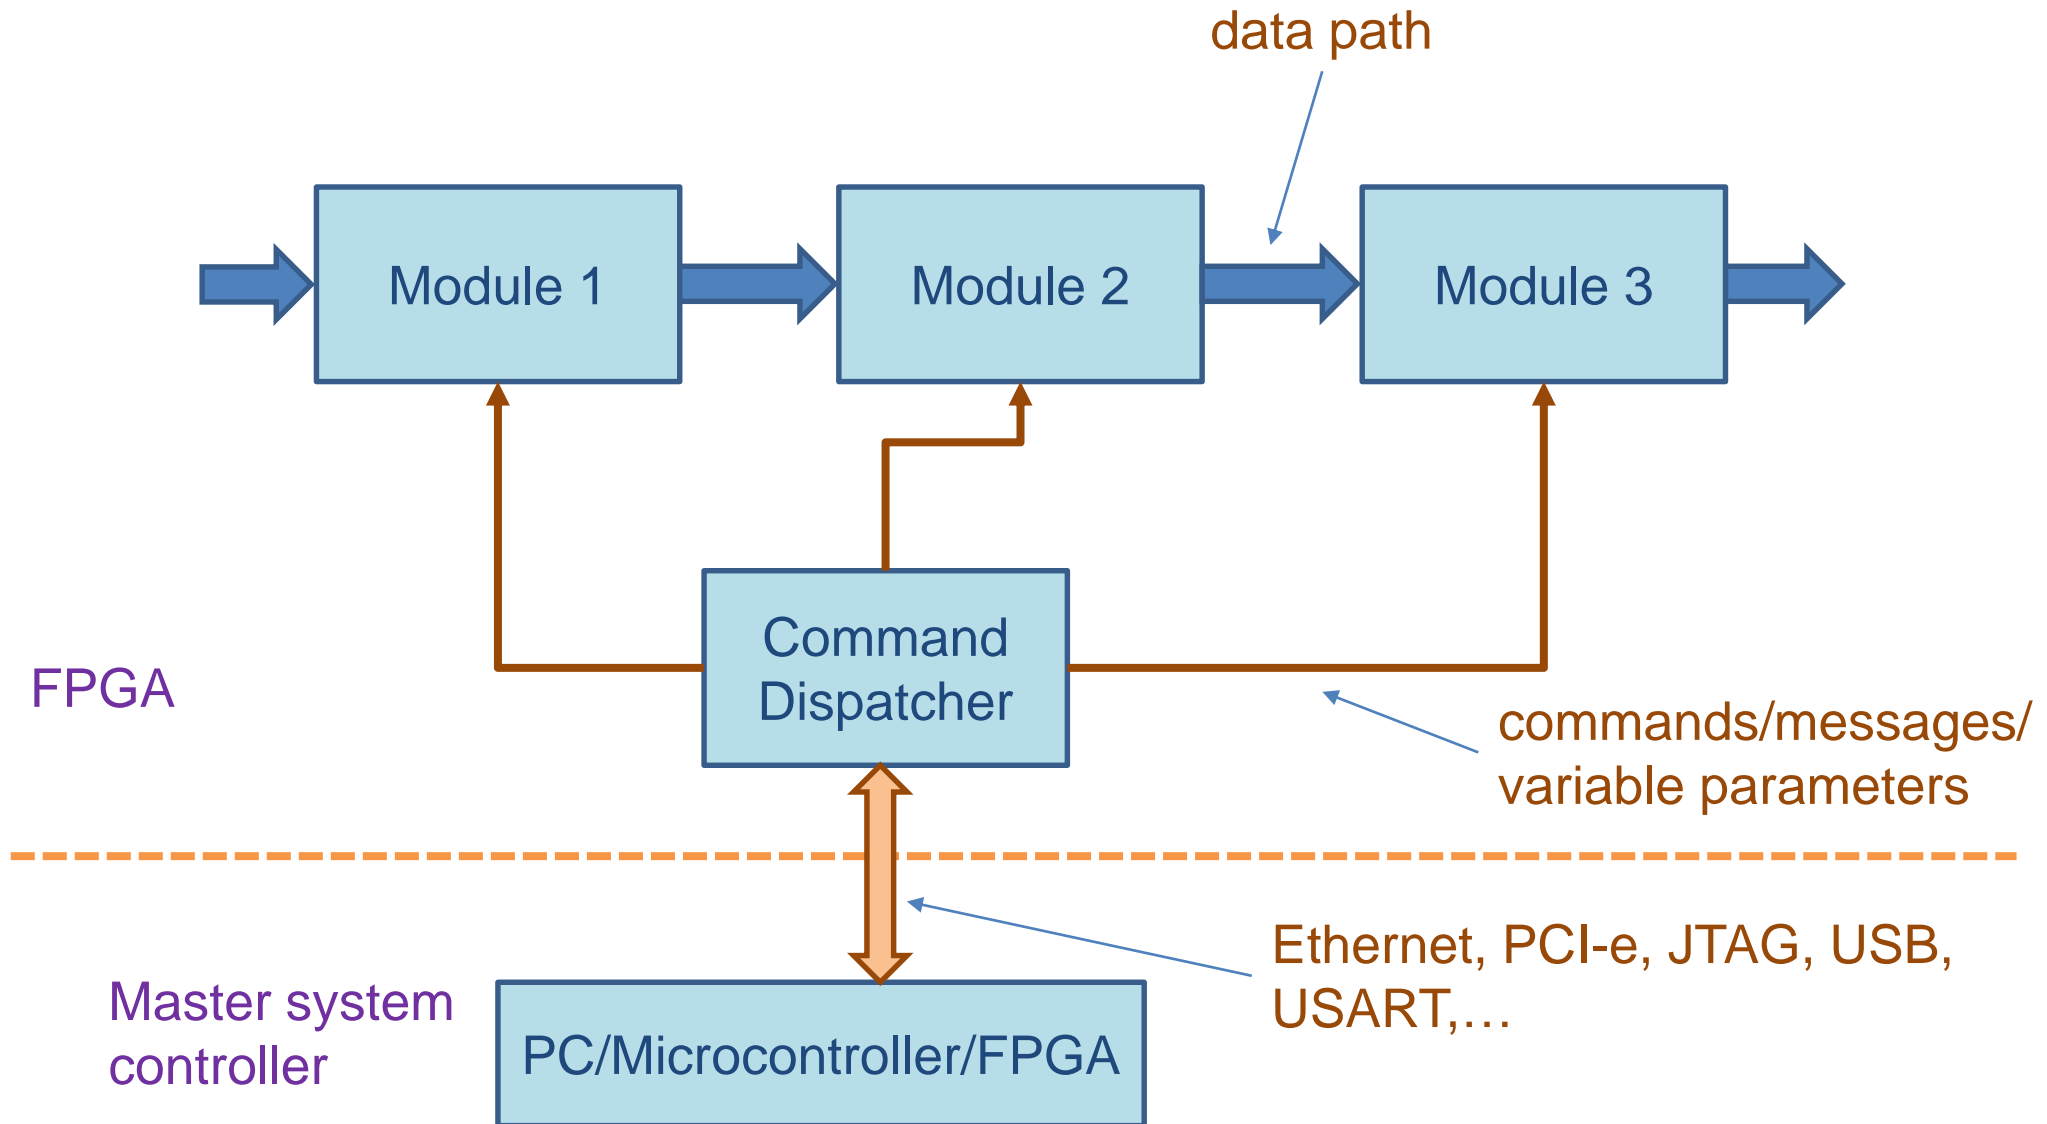 data path
Module 1
Module 2
Module 3
Command
Dispatcher
FPGA
commands/messages/
variable parameters
Ethernet, PCI-e, JTAG, USB,
USART,…
Master system
controller
PC/Microcontroller/FPGA